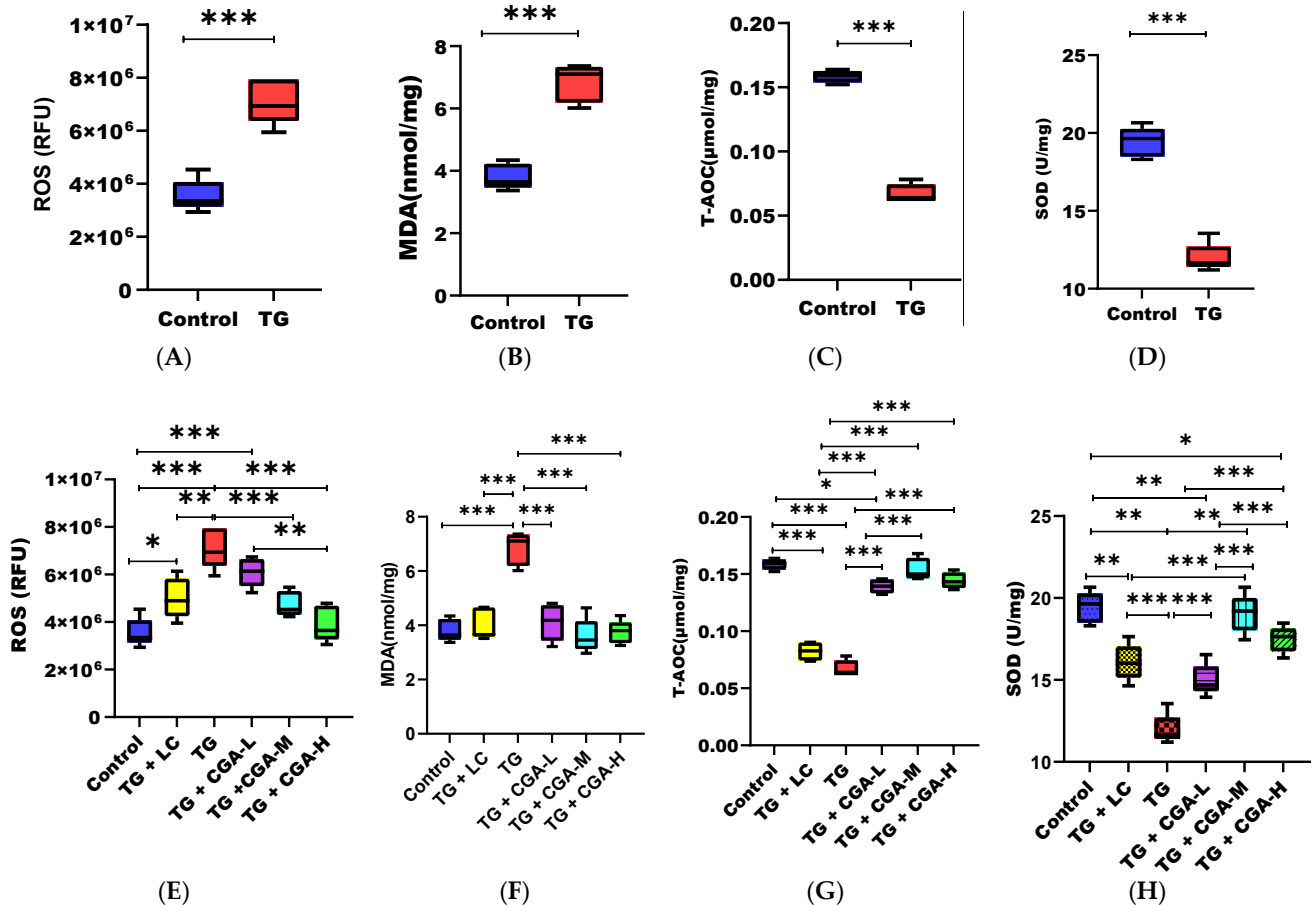 ***
ROS (RFU)
1×10⁷
8×10⁶
6×10⁶
4×10⁶
2×10⁶
0
Control TG
(A)
***
MDA(nmol/mg)
8
6
4
2
0
Control TG
(B)
***
T-AOC(μmol/mg)
0.20
0.15
0.10
0.05
0.00
Control TG
(C)
***
SOD (U/mg)
25
20
15
10
Control TG
(D)
***
*** ***
** ***
* **
ROS (RFU)
1×10⁷
8×10⁶
6×10⁶
4×10⁶
2×10⁶
0
Control
TG + LC
TG
TG + CGA-L
TG +CGA-M
TG + CGA-H
(E)
***
*** ***
*** ***
MDA(nmol/mg)
8
6
4
2
0
Control
TG + LC
TG
TG + CGA-L
TG + CGA-M
TG + CGA-H
(F)
***
***
***
* ***
*** ***
*** ***
T-AOC(μmol/mg)
0.20
0.15
0.10
0.05
0.00
Control
TG + LC
TG
TG + CGA-L
TG + CGA-M
TG + CGA-H
(G)
*
** ***
** ** ***
** *** ***
*** ***
SOD (U/mg)
25
20
15
10
Control
TG + LC
TG
TG + CGA-L
TG + CGA-M
TG + CGA-H
(H)